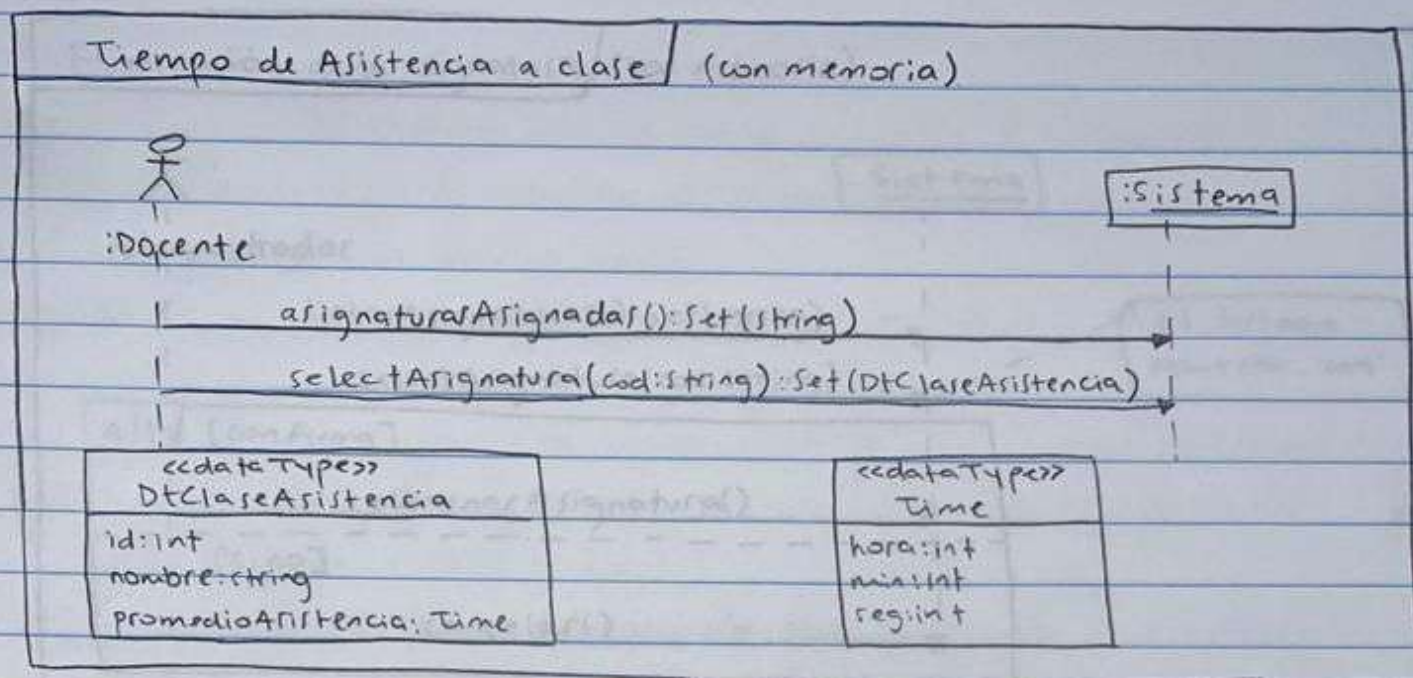 Tiempo de Asistencia a clase (con memoria)
:Sistema
:Docente
asignaturasAsignadas():Set(string)
selectAsignatura(cod:string):Set(DtClaseAsistencia)
<<dataType>>
DtClaseAsistencia
id:int
nombre:string
promedioAsistencia:Time
<<dataType>>
Time
hora:int
min:int
seg:int